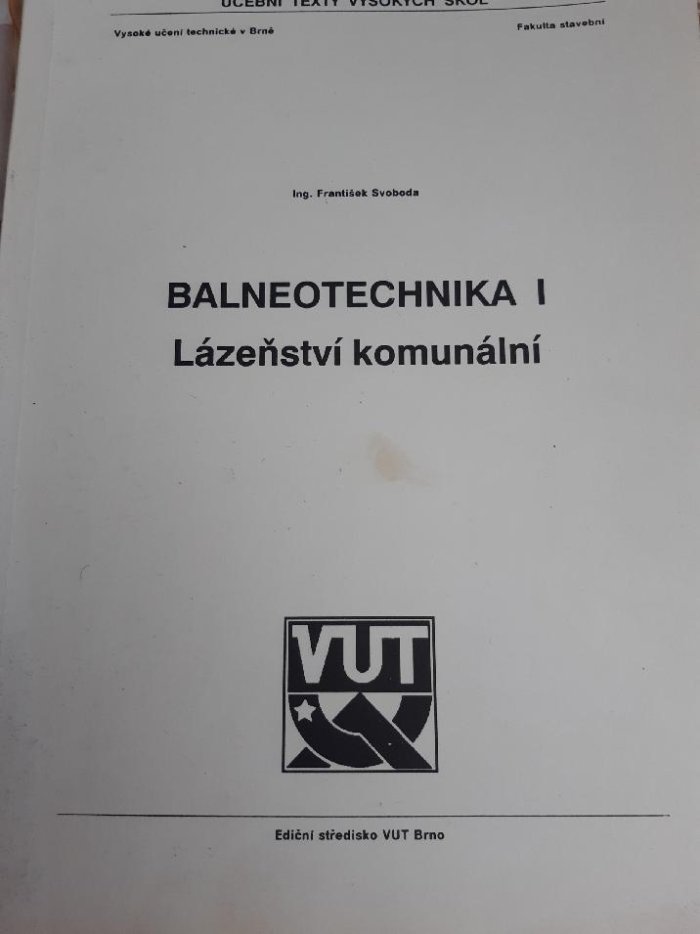 UČEBNÍ TEXTY VYSOKÝCH ŠKOL
Vysoké učení technické v Brně
Fakulta stavební
Ing. František Svoboda
BALNEOTECHNIKA I
Lázeňství komunální
VUT
Ediční středisko VUT Brno